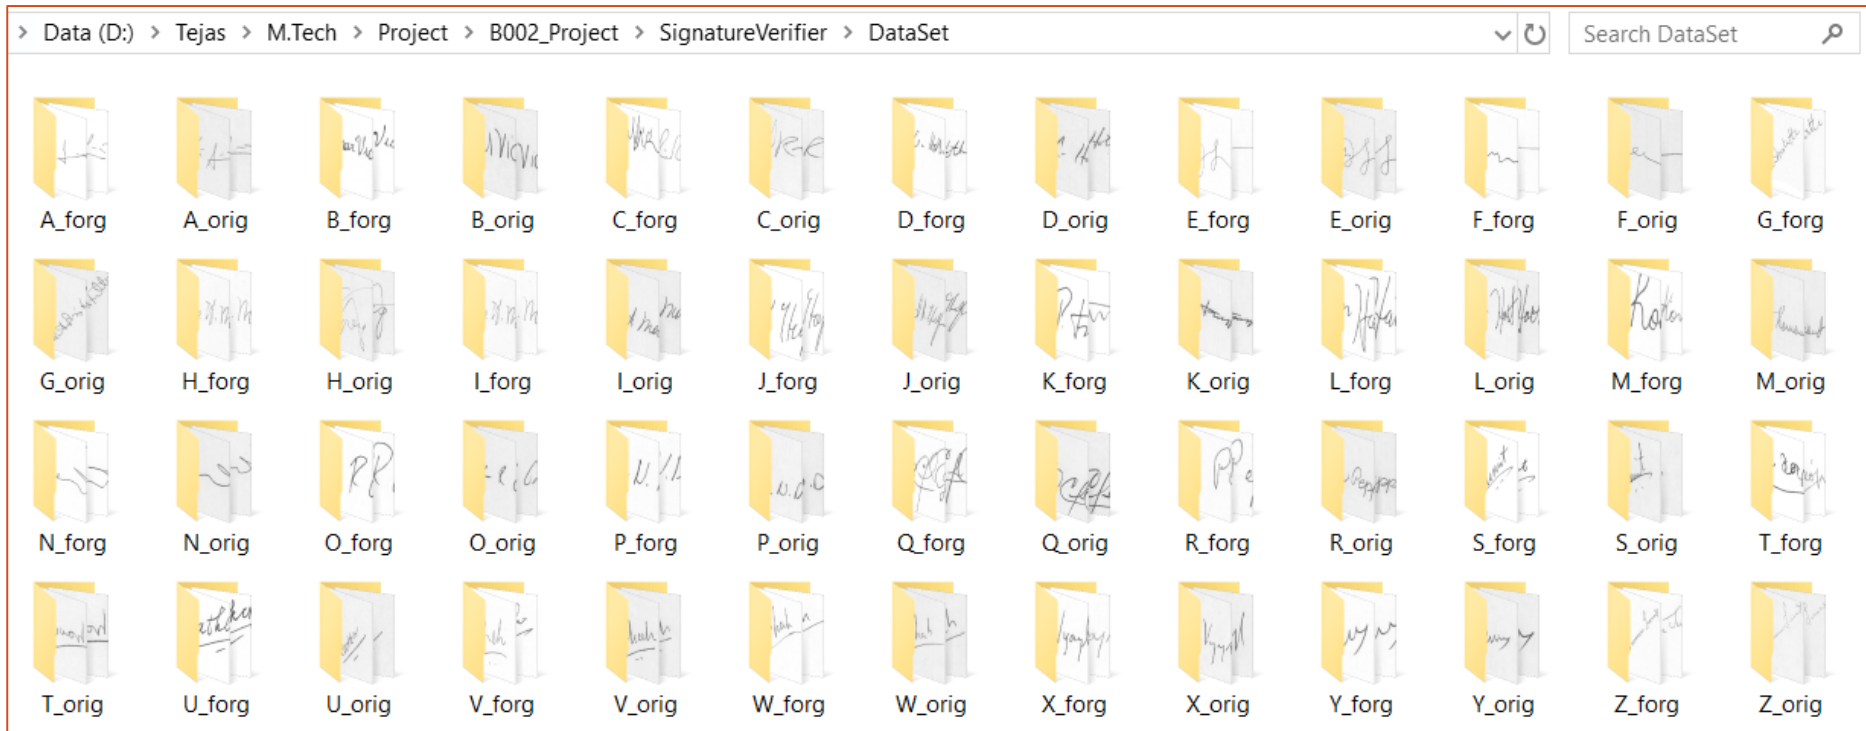 > Data (D:) > Tejas > M.Tech > Project > B002_Project > SignatureVerifier > DataSet Search DataSet
A_forg A_orig B_forg B_orig C_forg C_orig D_forg D_orig E_forg E_orig F_forg F_orig G_forg
G_orig H_forg H_orig I_forg I_orig J_forg J_orig K_forg K_orig L_forg L_orig M_forg M_orig
N_forg N_orig O_forg O_orig P_forg P_orig Q_forg Q_orig R_forg R_orig S_forg S_orig T_forg
T_orig U_forg U_orig V_forg V_orig W_forg W_orig X_forg X_orig Y_forg Y_orig Z_forg Z_orig